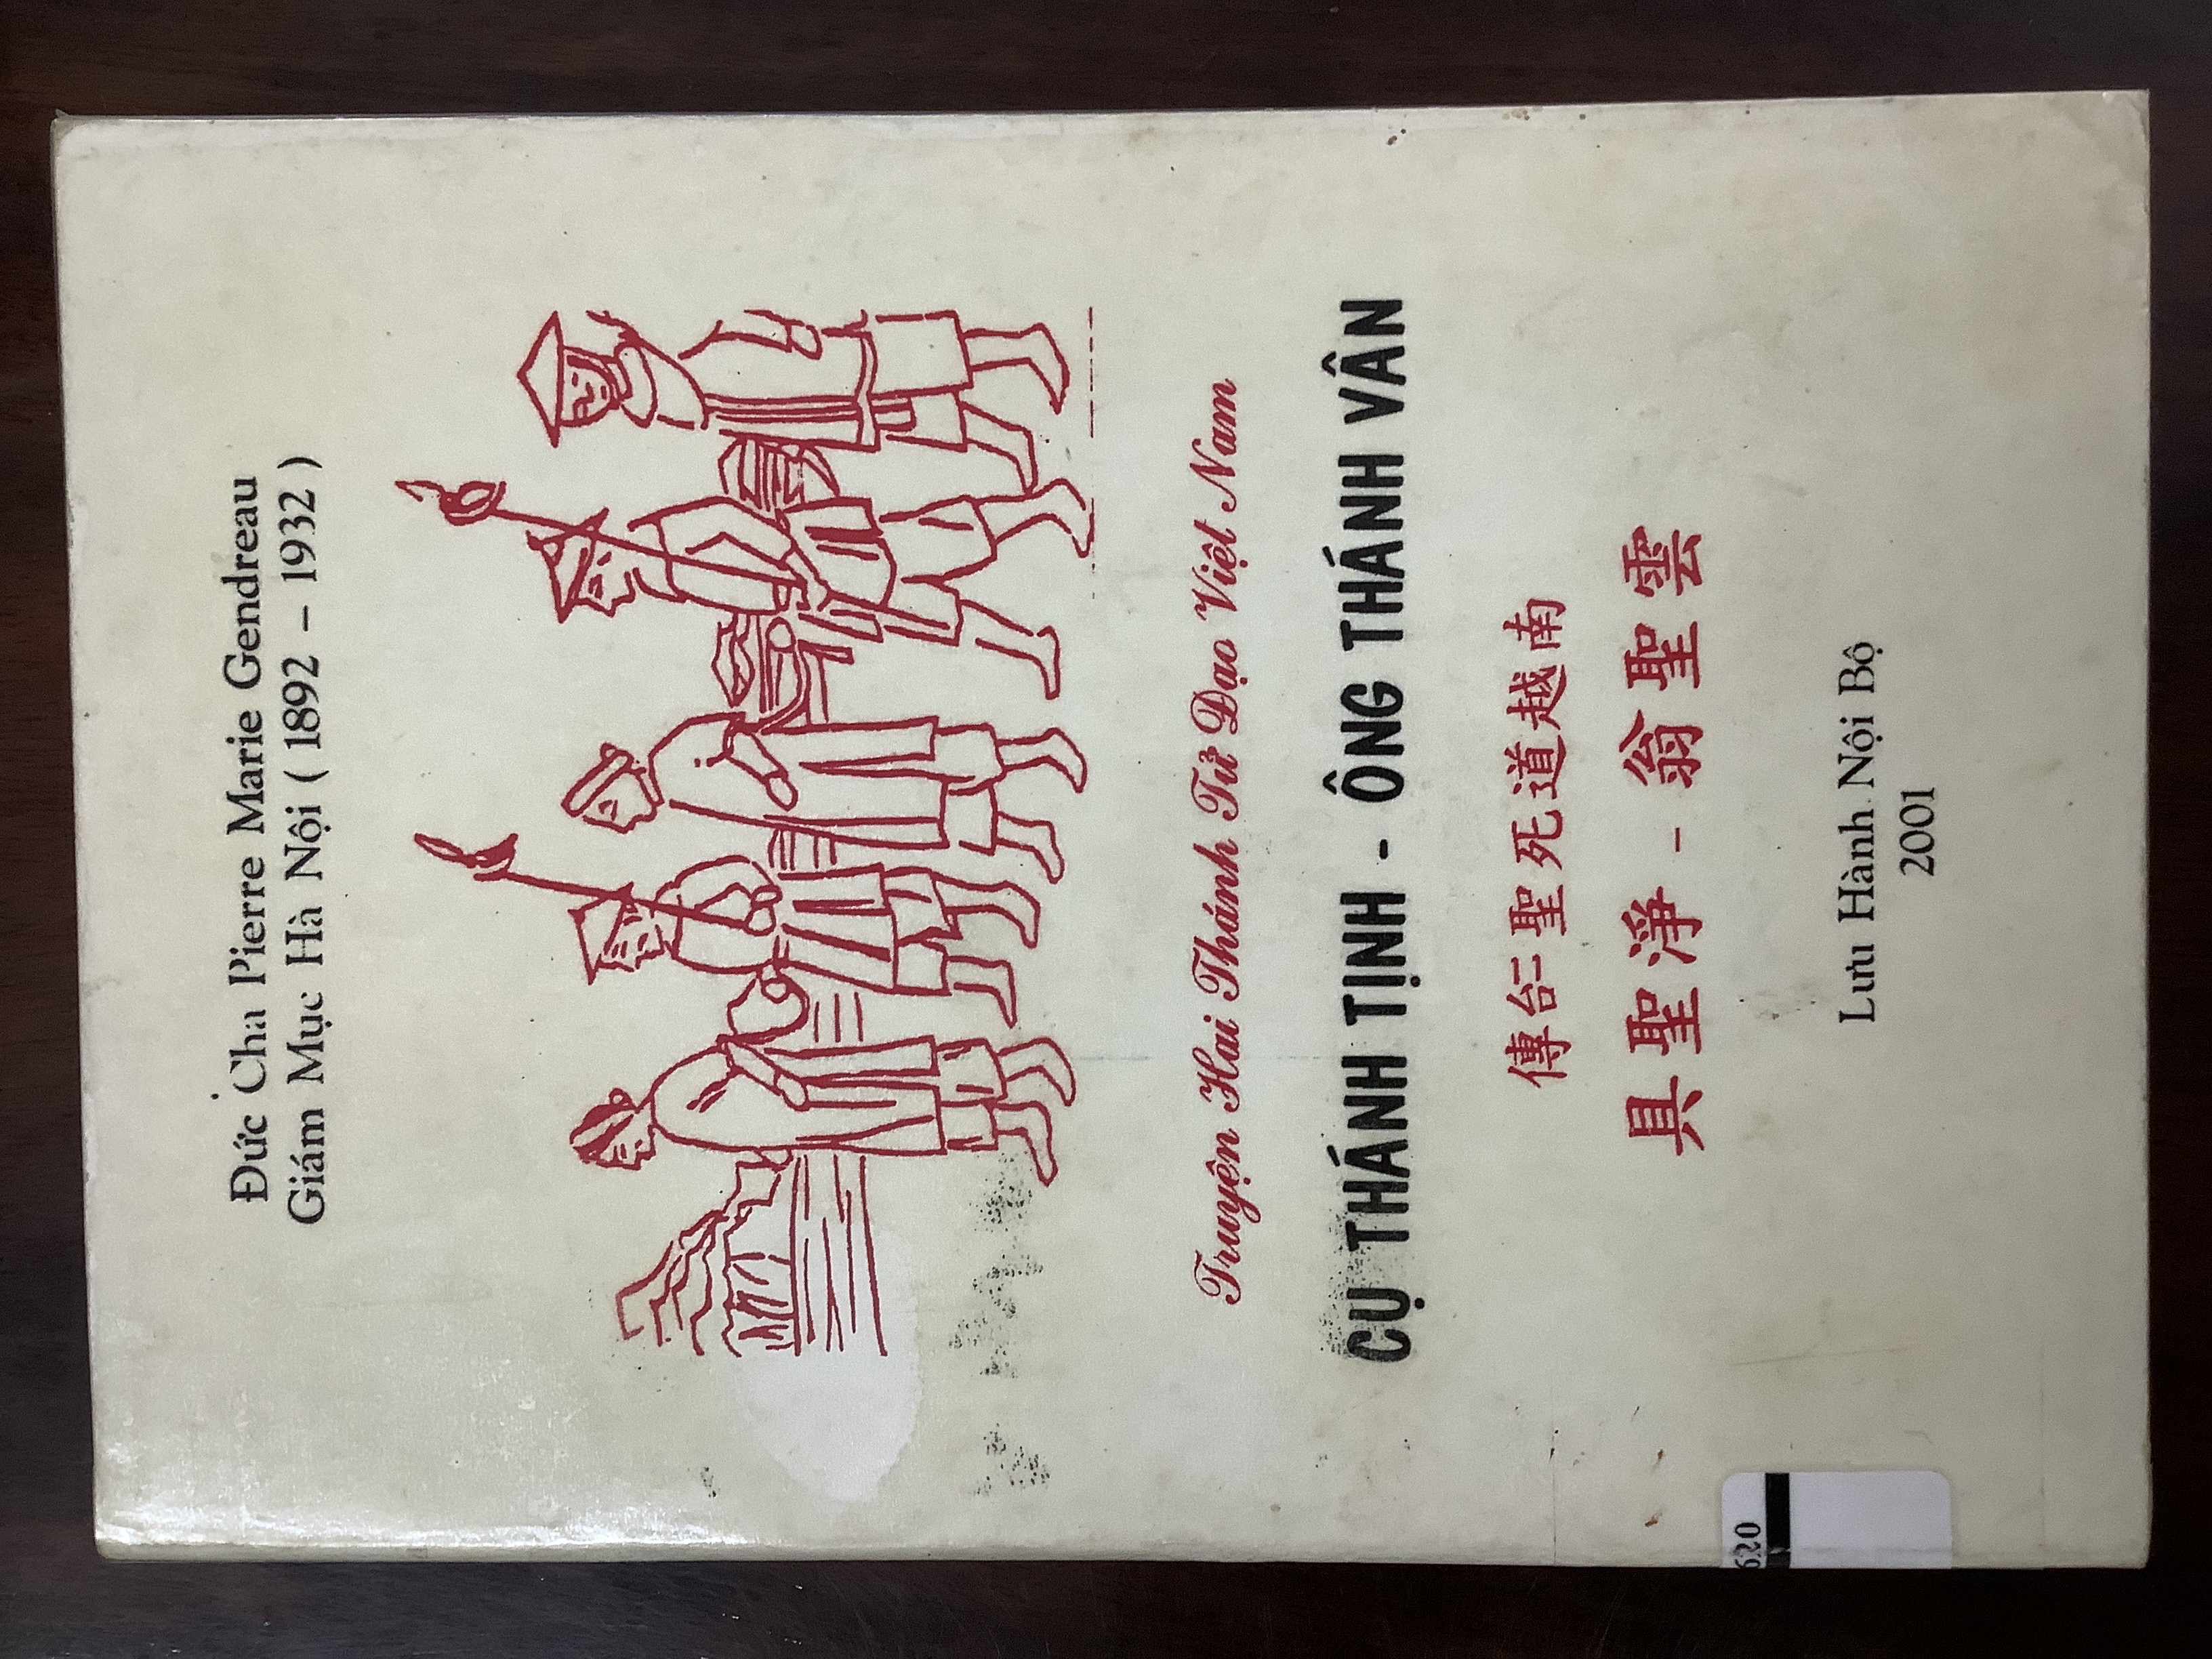 Đức Cha Pierre Marie Gendreau
Giám Mục Hà Nội ( 1892 – 1932 )
Truyện Hai Thánh Tử Đạo Việt Nam
CỤ THÁNH TỊNH - ÔNG THÁNH VÂN
傳𠄩聖死道越南
具聖淨 - 翁聖雲
Lưu Hành Nội Bộ
2001
620